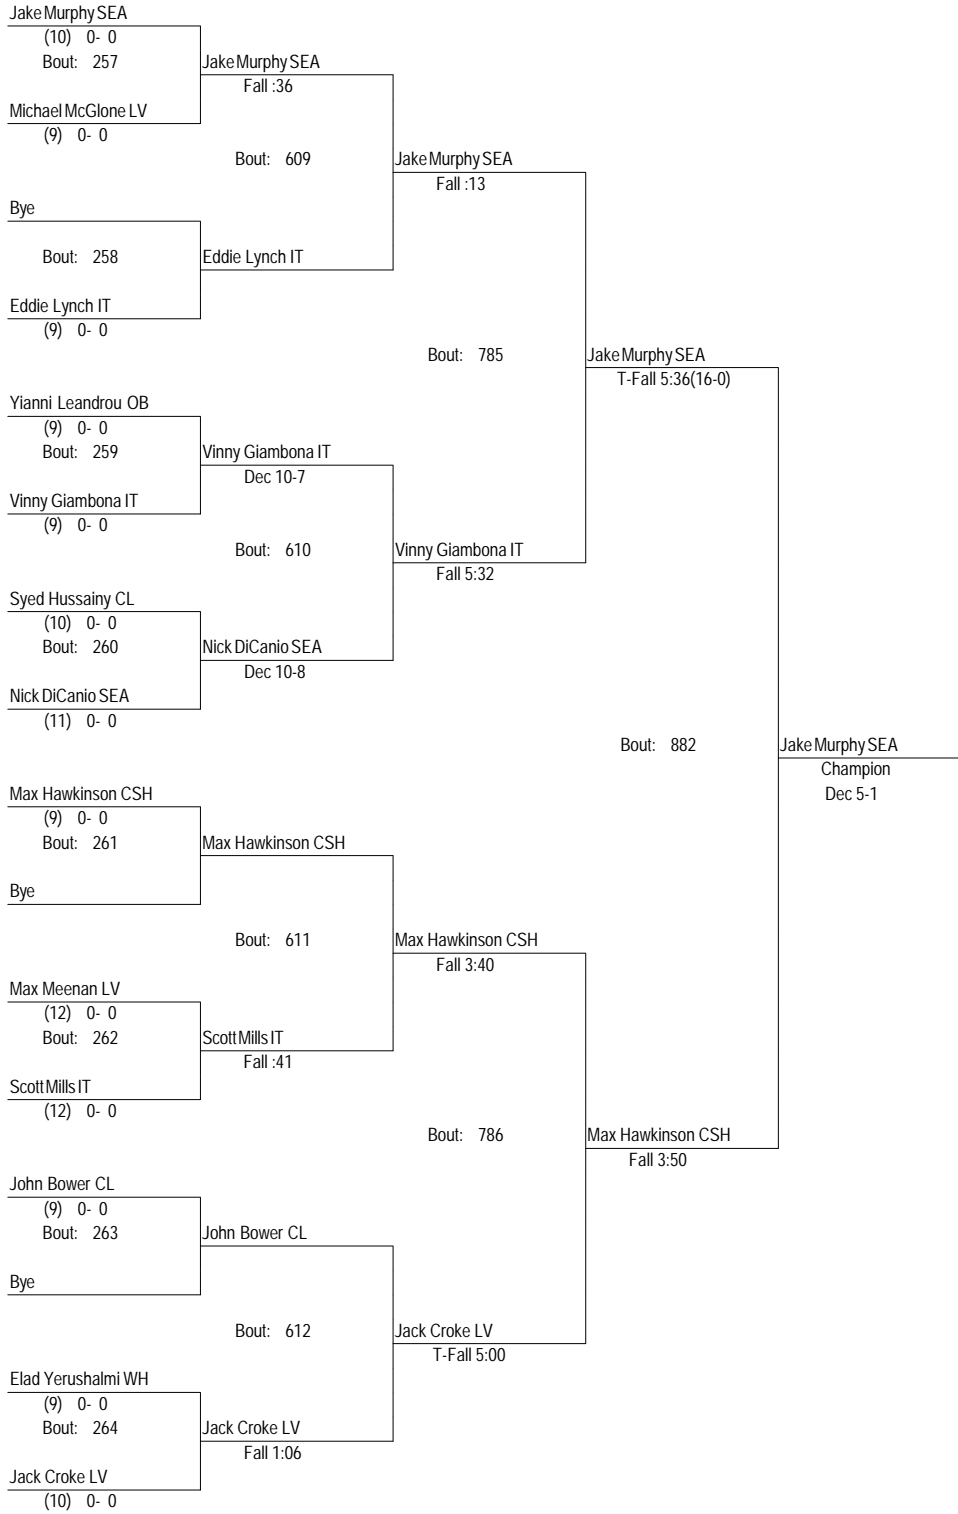 Jake Murphy SEA
(10) 0- 0
Bout: 257
Jake Murphy SEA
Fall :36
Michael McGlone LV
(9) 0- 0
Bout: 609
Jake Murphy SEA
Fall :13
Bye
Bout: 258
Eddie Lynch IT
Eddie Lynch IT
(9) 0- 0
Bout: 785
Jake Murphy SEA
T-Fall 5:36(16-0)
Yianni Leandrou OB
(9) 0- 0
Bout: 259
Vinny Giambona IT
Dec 10-7
Vinny Giambona IT
(9) 0- 0
Bout: 610
Vinny Giambona IT
Fall 5:32
Syed Hussainy CL
(10) 0- 0
Bout: 260
Nick DiCanio SEA
Dec 10-8
Nick DiCanio SEA
(11) 0- 0
Bout: 882
Jake Murphy SEA
Champion
Dec 5-1
Max Hawkinson CSH
(9) 0- 0
Bout: 261
Max Hawkinson CSH
Bye
Bout: 611
Max Hawkinson CSH
Fall 3:40
Max Meenan LV
(12) 0- 0
Bout: 262
Scott Mills IT
Fall :41
Scott Mills IT
(12) 0- 0
Bout: 786
Max Hawkinson CSH
Fall 3:50
John Bower CL
(9) 0- 0
Bout: 263
John Bower CL
Bye
Bout: 612
Jack Croke LV
T-Fall 5:00
Elad Yerushalmi WH
(9) 0- 0
Bout: 264
Jack Croke LV
Fall 1:06
Jack Croke LV
(10) 0- 0